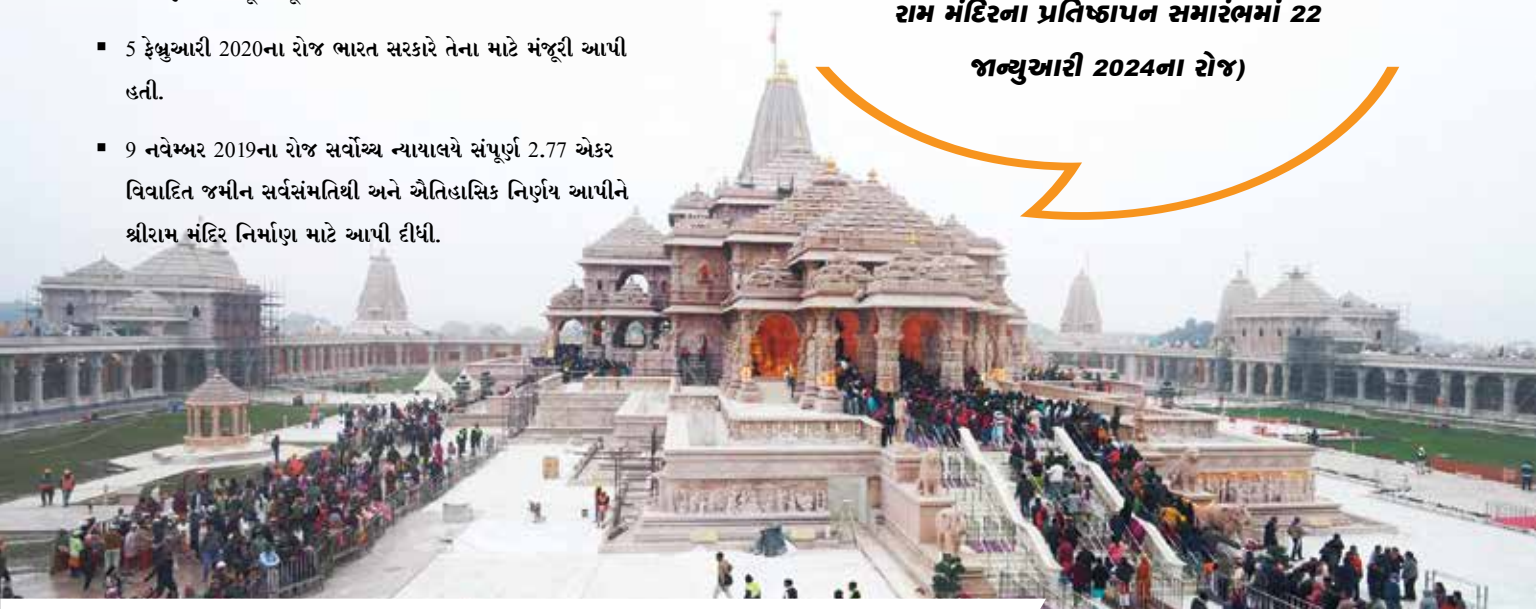 5 ફેબ્રુઆરી 2020ના રોજ ભારત સરકારે તેના માટે મંજૂરી આપી
હતી.
9 નવેમ્બર 2019ના રોજ સર્વોચ્ચ ન્યાયાલયે સંપૂર્ણ 2.77 એકર
વિવાદિત જમીન સર્વસંમતિથી અને ઐતિહાસિક નિર્ણય આપીને
શ્રીરામ મંદિર નિર્માણ માટે આપી દીધી.
રામ મંદિરના પ્રતિષ્ઠાપન સમારંભમાં 22
જાન્યુઆરી 2024ના રોજ)